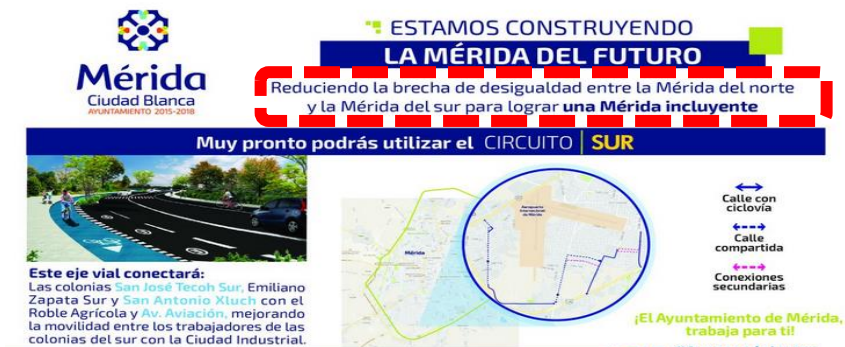 Mérida
Ciudad Blanca
AYUNTAMIENTO 2015-2018
ESTAMOS CONSTRUYENDO
LA MÉRIDA DEL FUTURO
Reduciendo la brecha de desigualdad entre la Mérida del norte
y la Mérida del sur para lograr una Mérida incluyente
Muy pronto podrás utilizar el CIRCUITO | SUR
Este eje vial conectará:
Las colonias San José Tecoh Sur, Emiliano
Zapata Sur y San Antonio Xluch con el
Roble Agrícola y Av. Aviación, mejorando
la movilidad entre los trabajadores de las
colonias del sur con la Ciudad Industrial.
Mérida
Aeropuerto
Internacional
de Mérida
Calle con
ciclovía
Calle
compartida
Conexiones
secundarias
¡El Ayuntamiento de Mérida,
trabaja para ti!